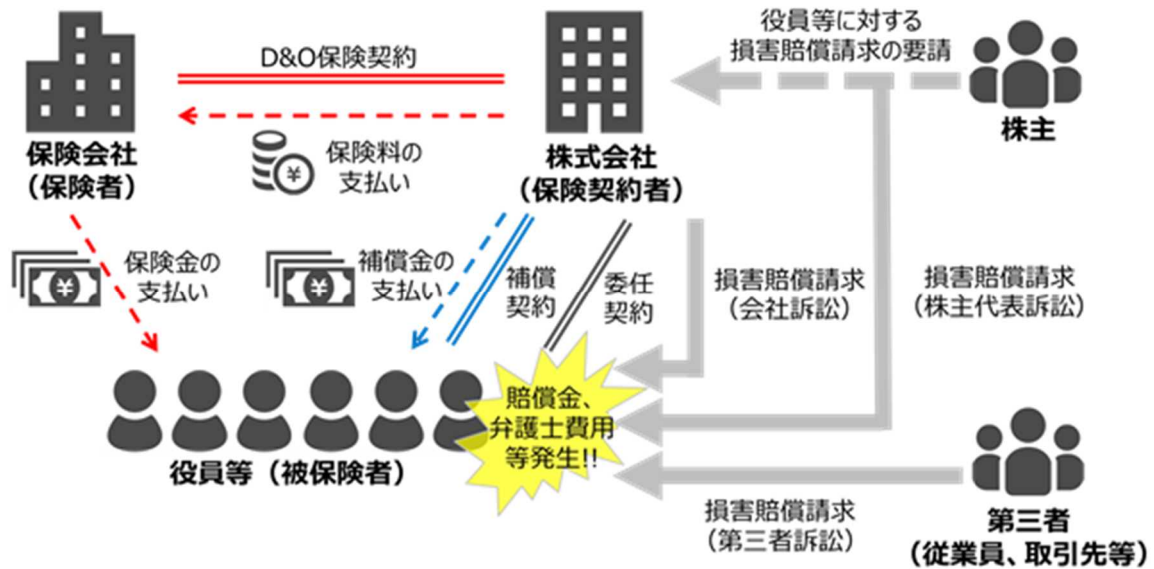 D&O保険契約
保険会社
（保険者）
¥
保険料の
支払い
株式会社
（保険契約者）
役員等に対する
損害賠償請求の要請
株主
¥
保険金の
支払い
¥
補償金の
支払い
補償
契約
委任
契約
損害賠償請求
（会社訴訟）
損害賠償請求
（株主代表訴訟）
賠償金、
弁護士費用
等発生!!
役員等（被保険者）
損害賠償請求
（第三者訴訟）
第三者
（従業員、取引先等）